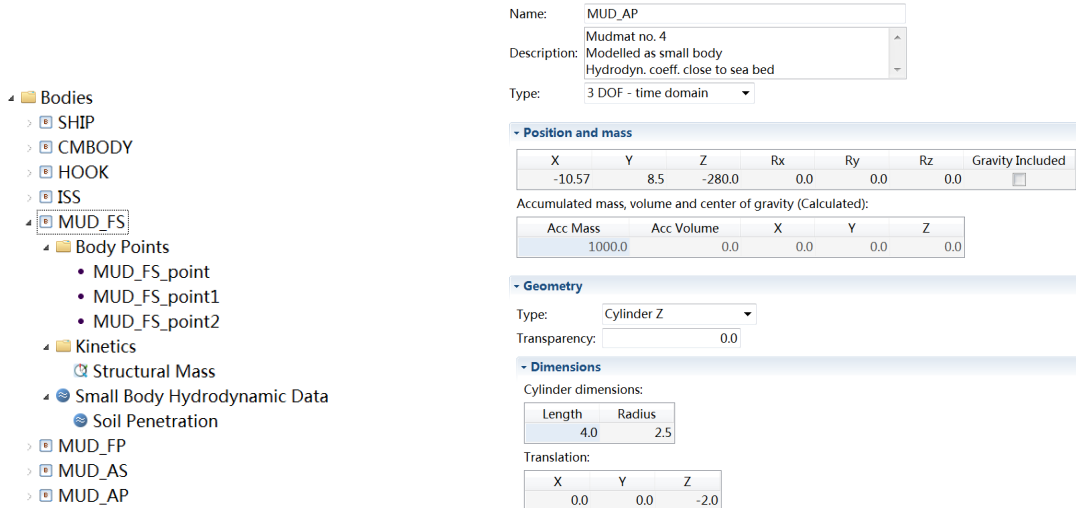 Bodies
SHIP
CMBODY
HOOK
ISS
MUD_FS
Body Points
MUD_FS_point
MUD_FS_point1
MUD_FS_point2
Kinetics
Structural Mass
Small Body Hydrodynamic Data
Soil Penetration
MUD_FP
MUD_AS
MUD_AP
Name: MUD_AP
Description: Mudmat no. 4
Modelled as small body
Hydrodyn. coeff. close to sea bed
Type: 3 DOF - time domain
Position and mass
X Y Z Rx Ry Rz Gravity Included
-10.57 8.5 -280.0 0.0 0.0 0.0
Accumulated mass, volume and center of gravity (Calculated):
Acc Mass Acc Volume X Y Z
1000.0 0.0 0.0 0.0 0.0
Geometry
Type: Cylinder Z
Transparency: 0.0
Dimensions
Cylinder dimensions:
Length Radius
4.0 2.5
Translation:
X Y Z
0.0 0.0 -2.0